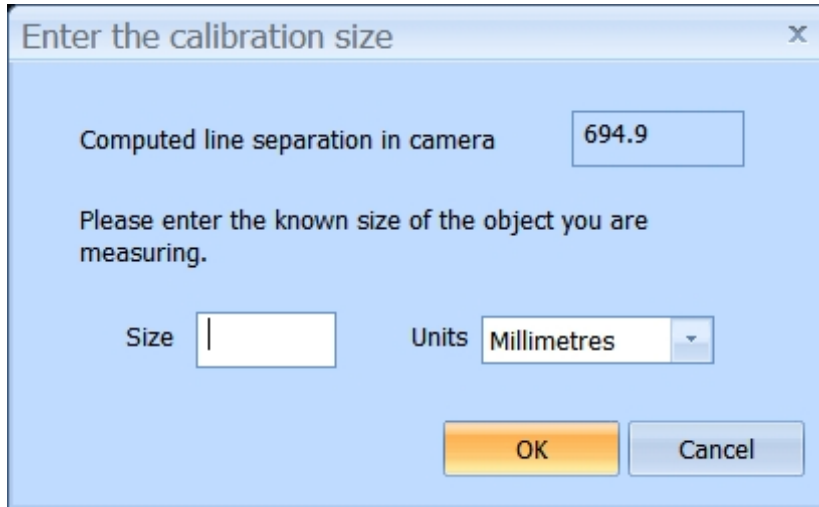 Enter the calibration size x
Computed line separation in camera 694.9
Please enter the known size of the object you are
measuring.
Size Units Millimetres
OK Cancel